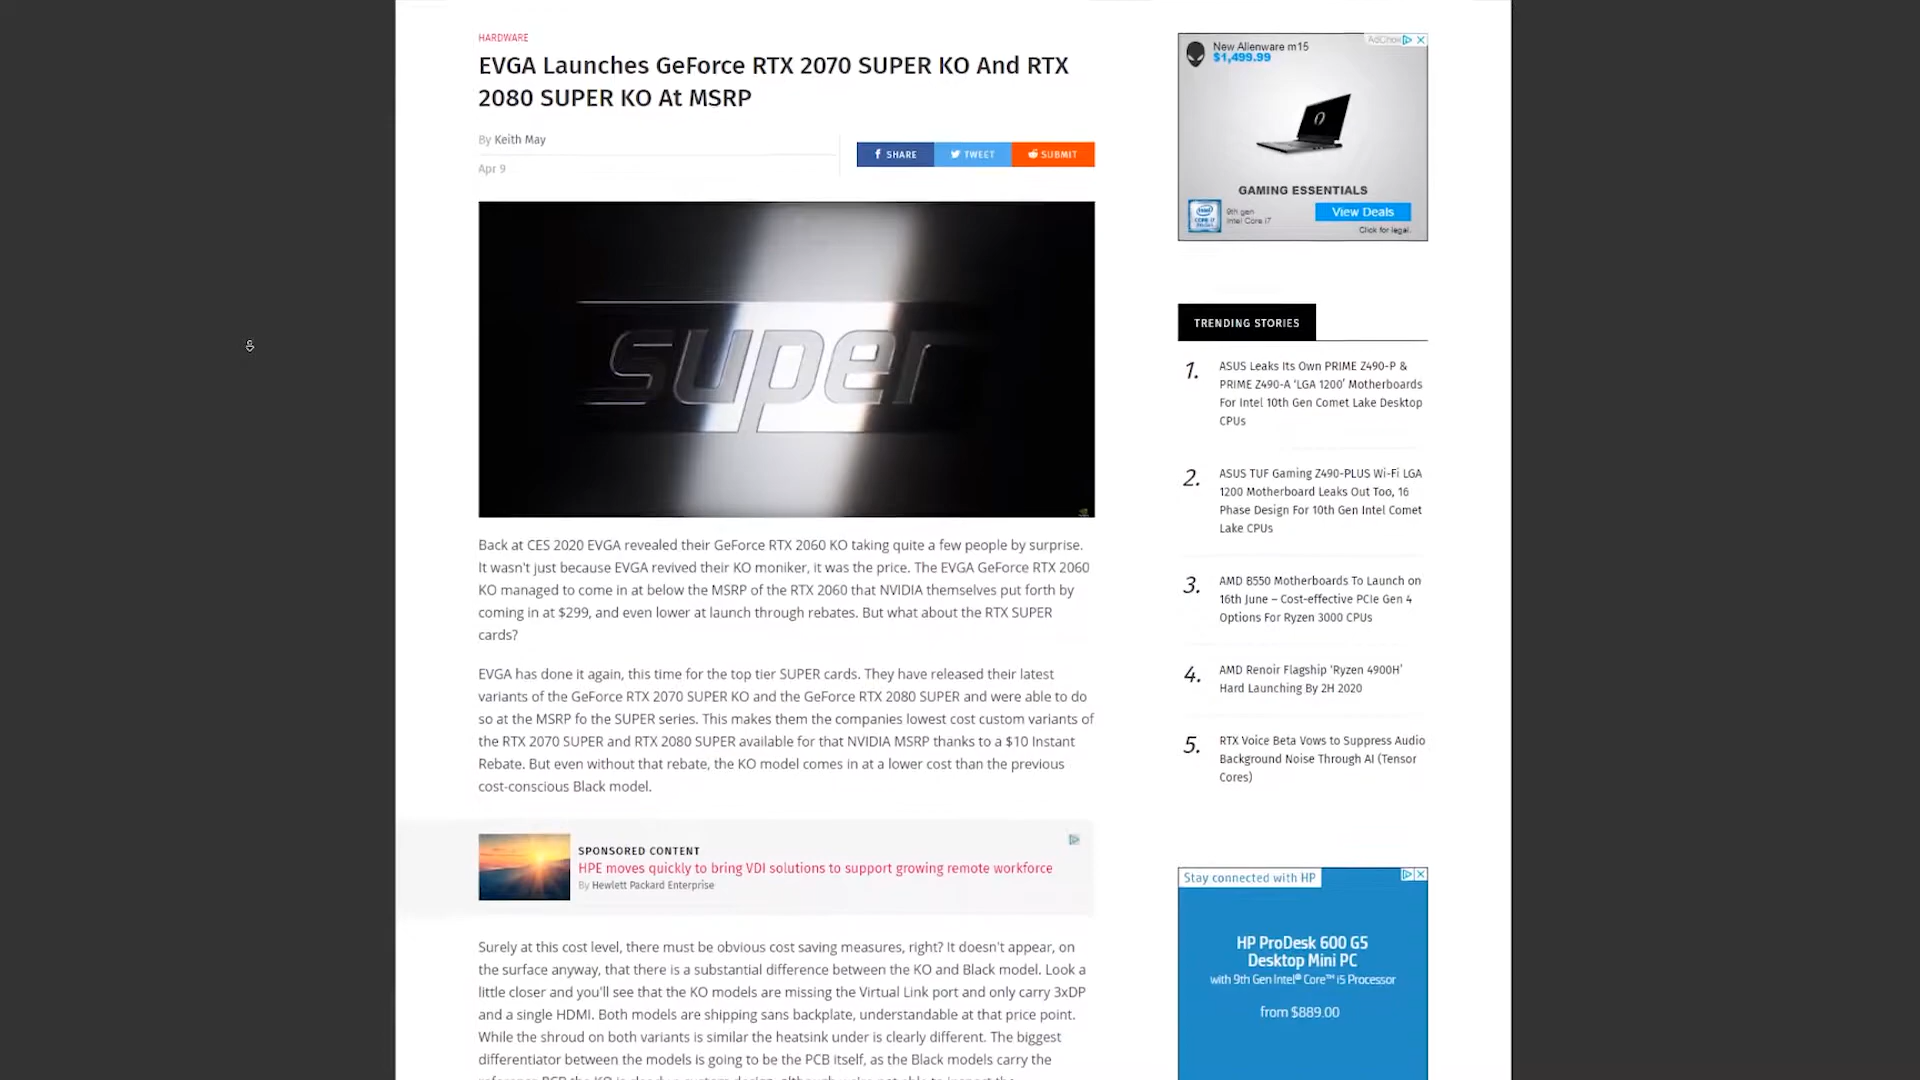 HARDWARE
EVGA Launches GeForce RTX 2070 SUPER KO And RTX
2080 SUPER KO At MSRP
By Keith May
Apr 9
SHARE
TWEET
SUBMIT
super
Back at CES 2020 EVGA revealed their GeForce RTX 2060 KO taking quite a few people by surprise.
It wasn't just because EVGA revived their KO moniker, it was the price. The EVGA GeForce RTX 2060
KO managed to come in at below the MSRP of the RTX 2060 that NVIDIA themselves put forth by
coming in at $299, and even lower at launch through rebates. But what about the RTX SUPER
cards?
EVGA has done it again, this time for the top tier SUPER cards. They have released their latest
variants of the GeForce RTX 2070 SUPER KO and the GeForce RTX 2080 SUPER and were able to do
so at the MSRP fo the SUPER series. This makes them the companies lowest cost custom variants of
the RTX 2070 SUPER and RTX 2080 SUPER available for that NVIDIA MSRP thanks to a $10 Instant
Rebate. But even without that rebate, the KO model comes in at a lower cost than the previous
cost-conscious Black model.
SPONSORED CONTENT
HPE moves quickly to bring VDI solutions to support growing remote workforce
By Hewlett Packard Enterprise
Surely at this cost level, there must be obvious cost saving measures, right? It doesn't appear, on
the surface anyway, that there is a substantial difference between the KO and Black model. Look a
little closer and you'll see that the KO models are missing the Virtual Link port and only carry 3xDP
and a single HDMI. Both models are shipping sans backplate, understandable at that price point.
While the shroud on both variants is similar the heatsink under is clearly different. The biggest
differentiator between the models is going to be the PCB itself, as the Black models carry the
New Alienware m15
$1,499.99
GAMING ESSENTIALS
9th gen
Intel Core i7
View Deals
Click for legal.
TRENDING STORIES
1.
ASUS Leaks Its Own PRIME Z490-P &
PRIME Z490-A ‘LGA 1200’ Motherboards
For Intel 10th Gen Comet Lake Desktop
CPUs
2.
ASUS TUF Gaming Z490-PLUS Wi-Fi LGA
1200 Motherboard Leaks Out Too, 16
Phase Design For 10th Gen Intel Comet
Lake CPUs
3.
AMD B550 Motherboards To Launch on
16th June – Cost-effective PCIe Gen 4
Options For Ryzen 3000 CPUs
4.
AMD Renoir Flagship ‘Ryzen 4900H’
Hard Launching By 2H 2020
5.
RTX Voice Beta Vows to Suppress Audio
Background Noise Through AI (Tensor
Cores)
Stay connected with HP
HP ProDesk 600 G5
Desktop Mini PC
with 9th Gen Intel® Core™ i5 Processor
from $889.00